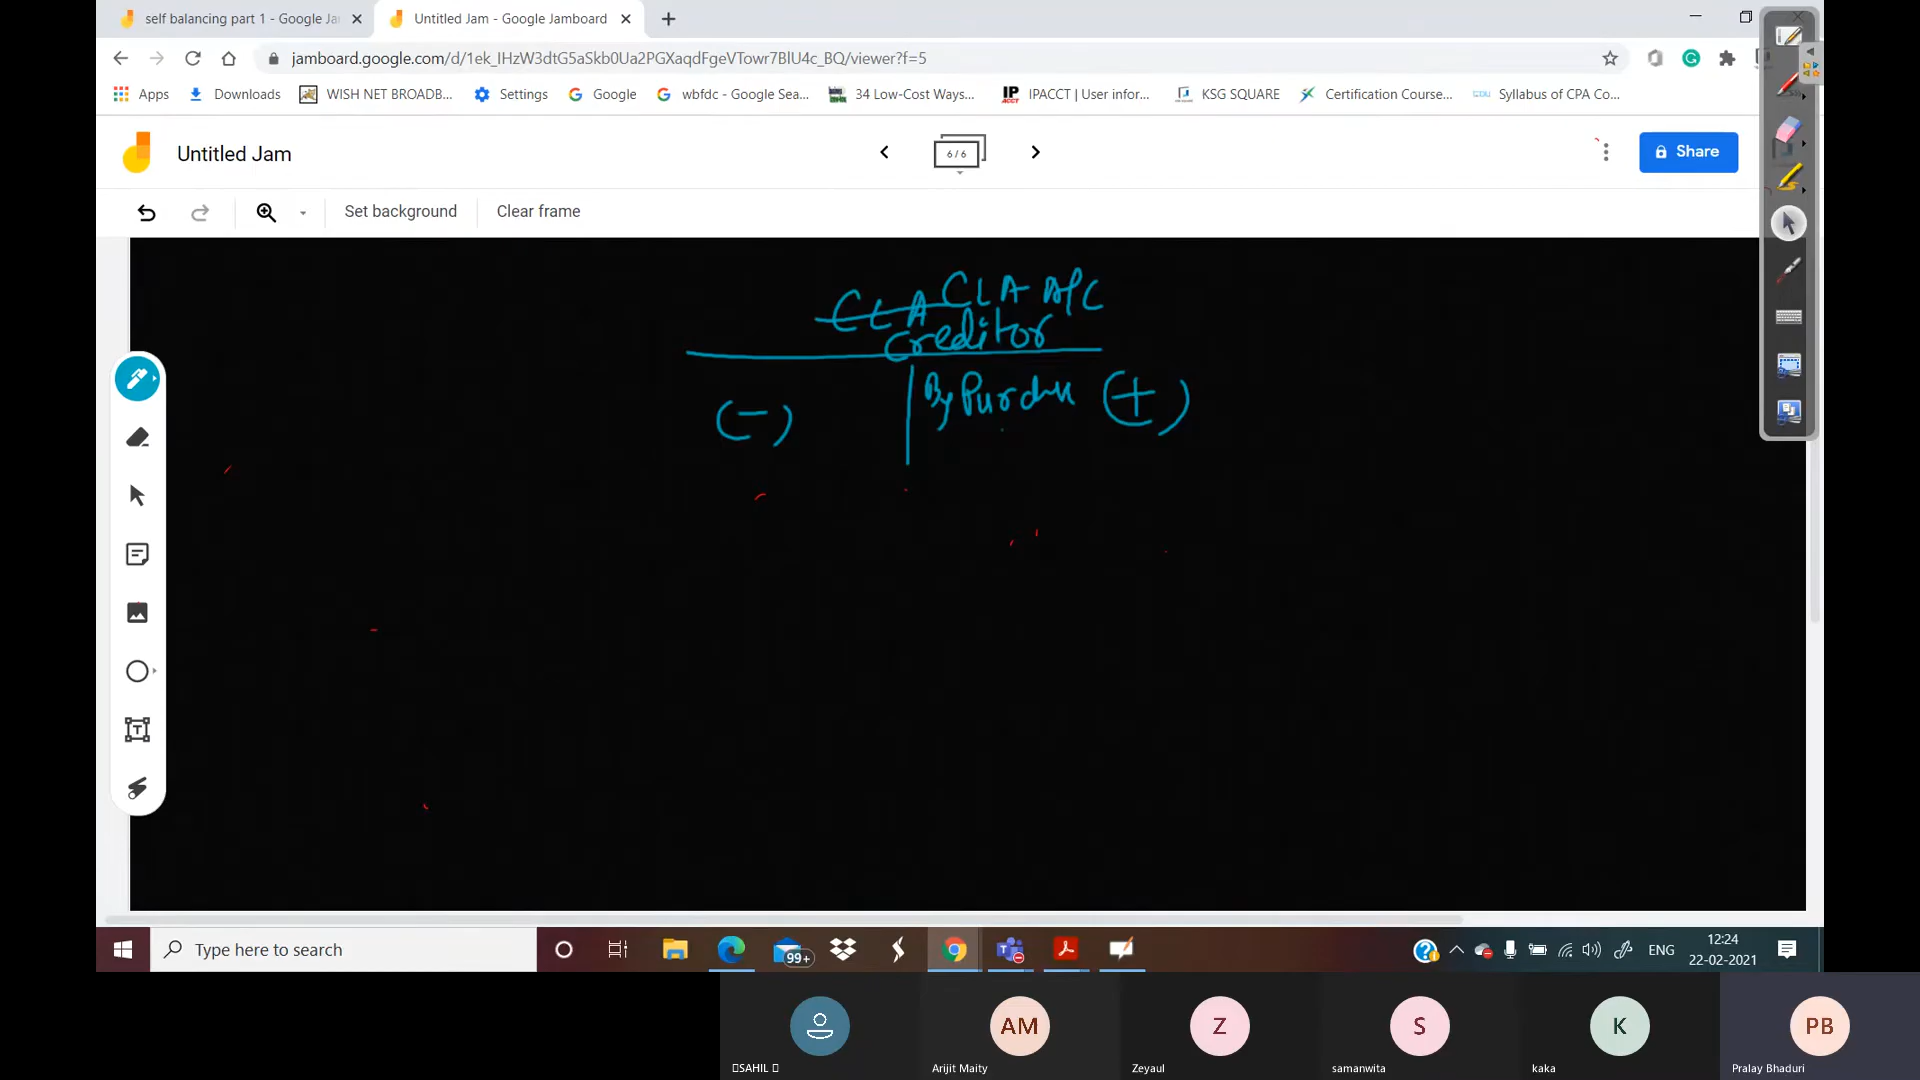 self balancing part 1 - Google Ja
Untitled Jam - Google Jamboard
jamboard.google.com/d/1ek_IHzW3dtG5aSkb0Ua2PGXaqdFgeVTowr7BlU4c_BQ/viewer?f=5
Apps Downloads WISH NET BROADB... Settings Google wbfdc - Google Sea... 34 Low-Cost Ways... IPACCT | User infor... KSG SQUARE Certification Course... Syllabus of CPA Co...
Untitled Jam
6 / 6
Share
Set background Clear frame
CLA CLA A/C
Creditor
(-) By (+)
Type here to search
99+
ENG
12:24
22-02-2021
AM Z S K PB
SAHIL Arijit Maity Zeyaul samanwita kaka Pralay Bhaduri